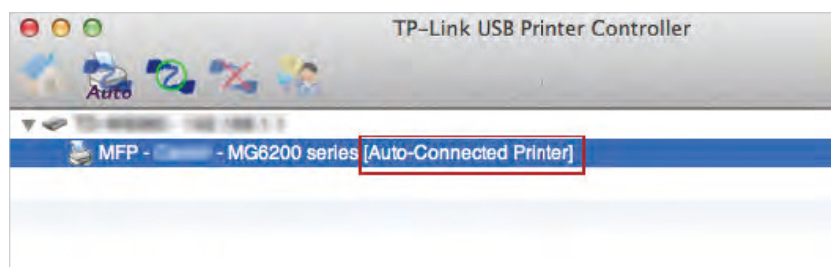 TP-Link USB Printer Controller
Auto
MFP - - MG6200 series [Auto-Connected Printer]